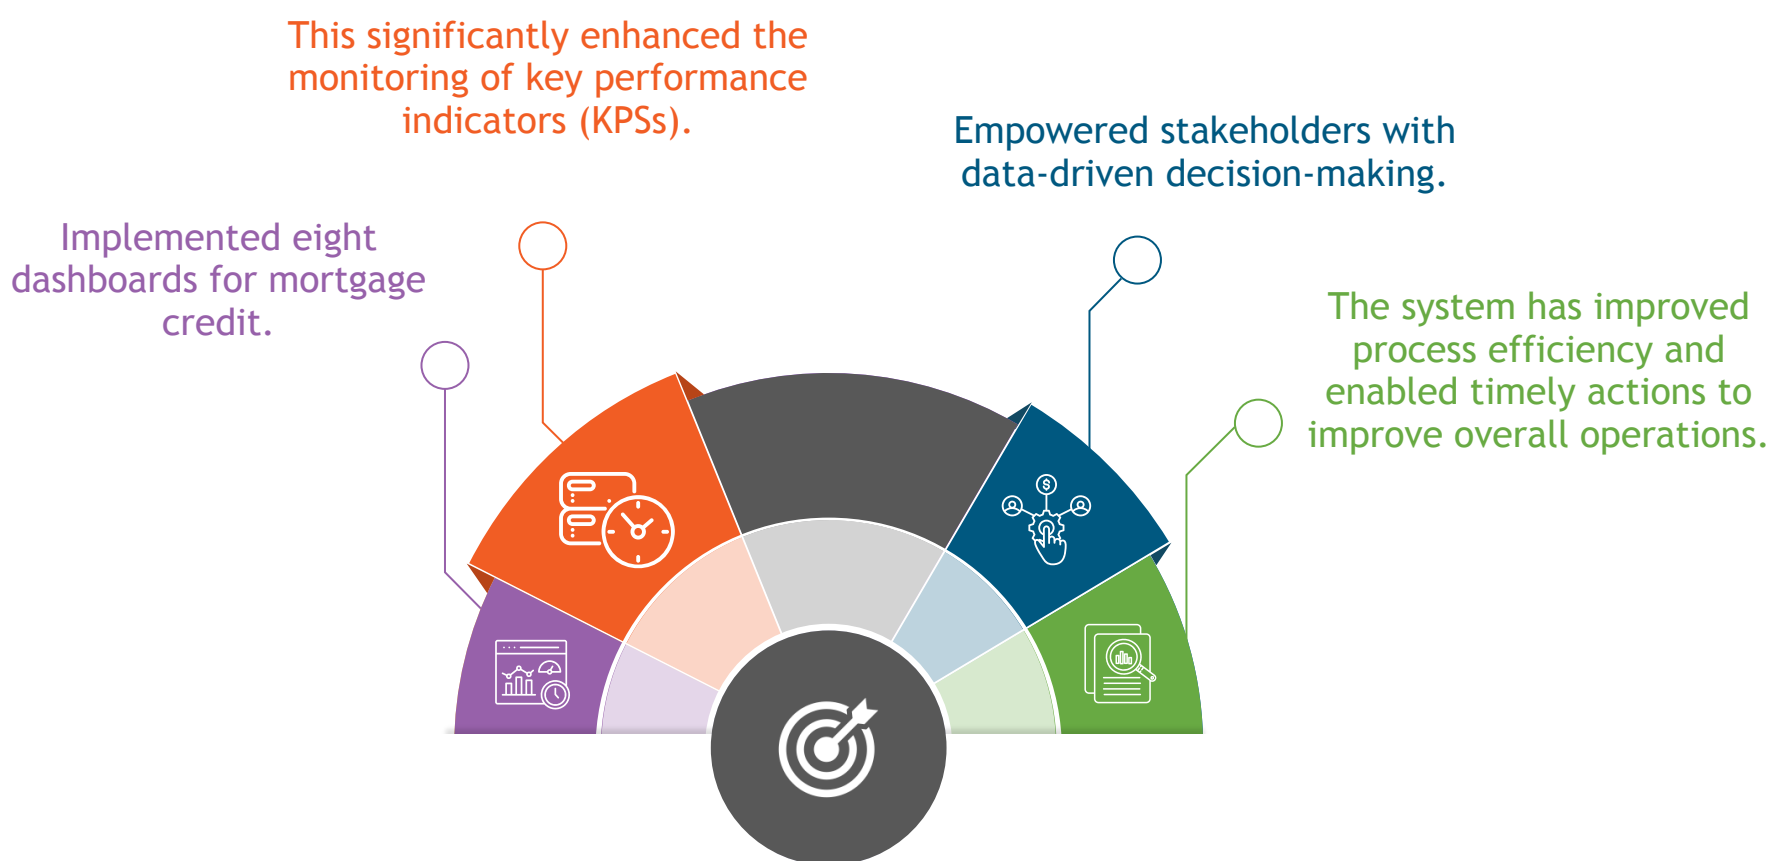 This significantly enhanced the
monitoring of key performance
indicators (KPSs).
Empowered stakeholders with
data-driven decision-making.
Implemented eight
dashboards for mortgage
credit.
The system has improved
process efficiency and
enabled timely actions to
improve overall operations.
$